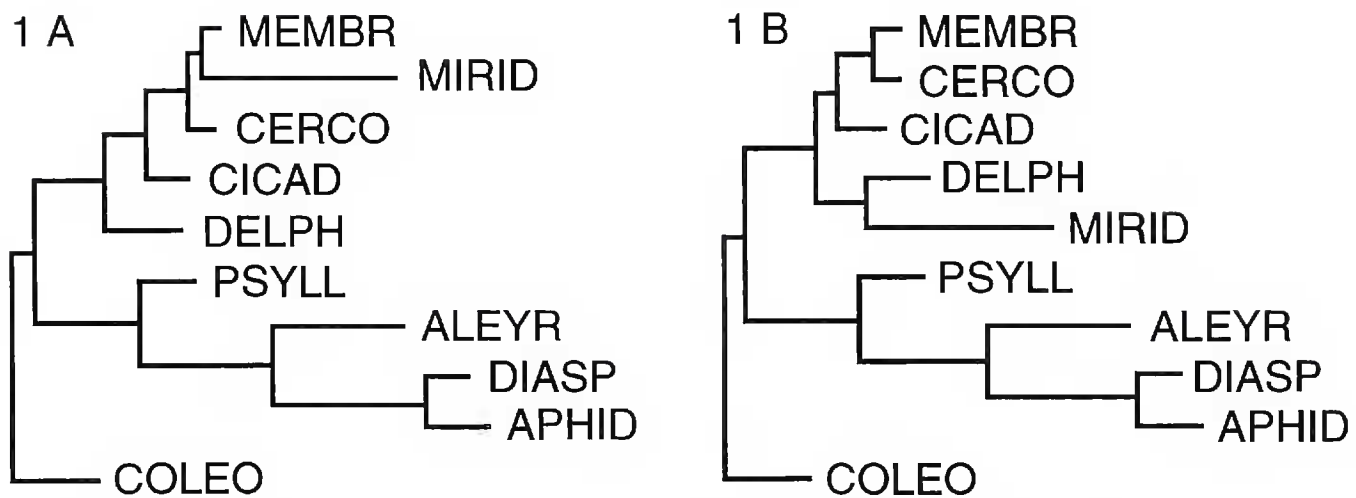 1 A
MEMBR
MIRID
CERCO
CICAD
DELPH
PSYLL
ALEYR
DIASP
APHID
COLEO
1 B
MEMBR
CERCO
CICAD
DELPH
MIRID
PSYLL
ALEYR
DIASP
APHID
COLEO